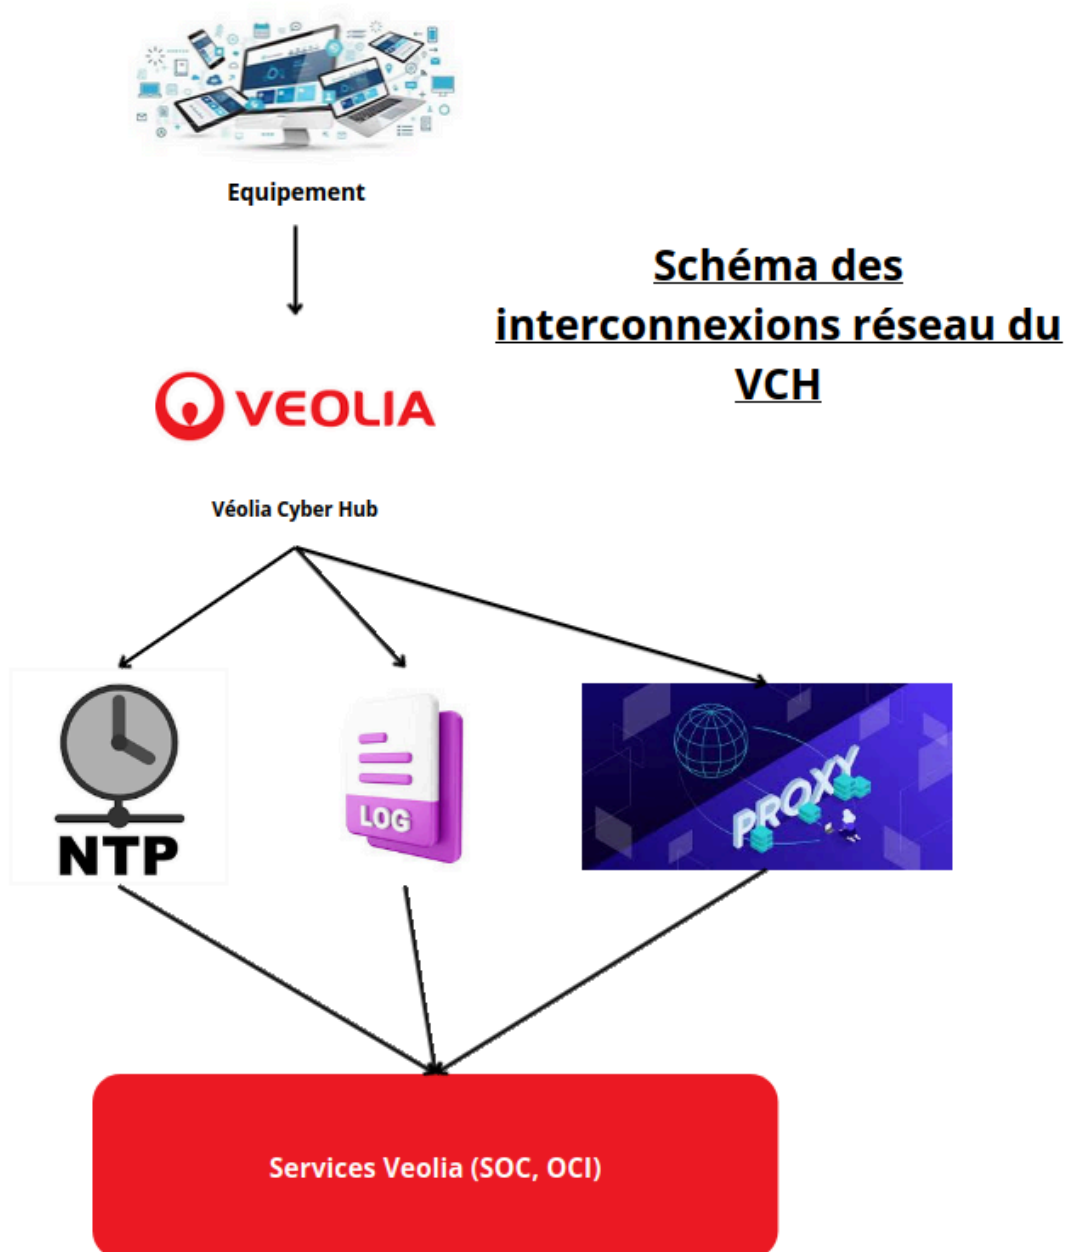 Equipement
Schéma des
interconnexions réseau du
VCH
VEOLIA
Véolia Cyber Hub
NTP
LOG
PROXY
Services Veolia (SOC, OCI)